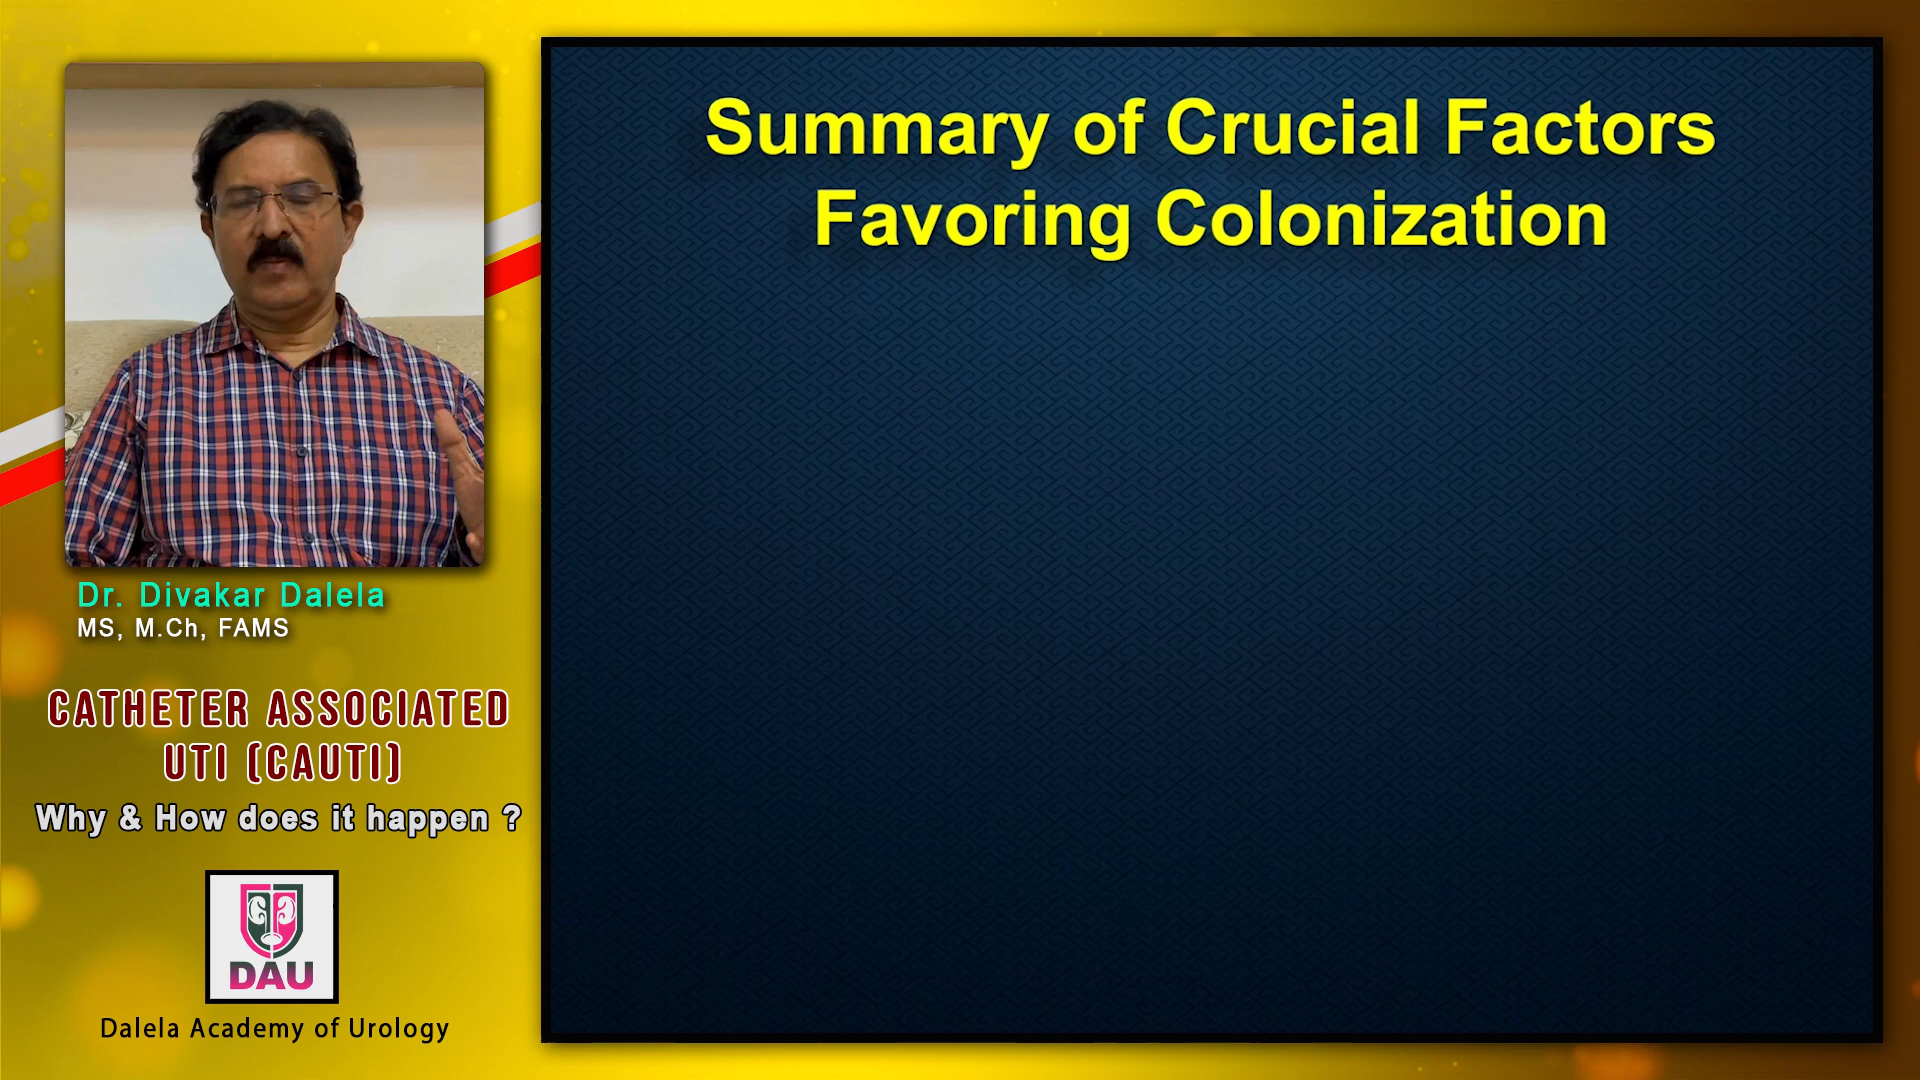 Summary of Crucial Factors
Favoring Colonization
Dr. Divakar Dalela
MS, M.Ch, FAMS
CATHETER ASSOCIATED
UTI (CAUTI)
Why & How does it happen ?
DAU
Dalela Academy of Urology